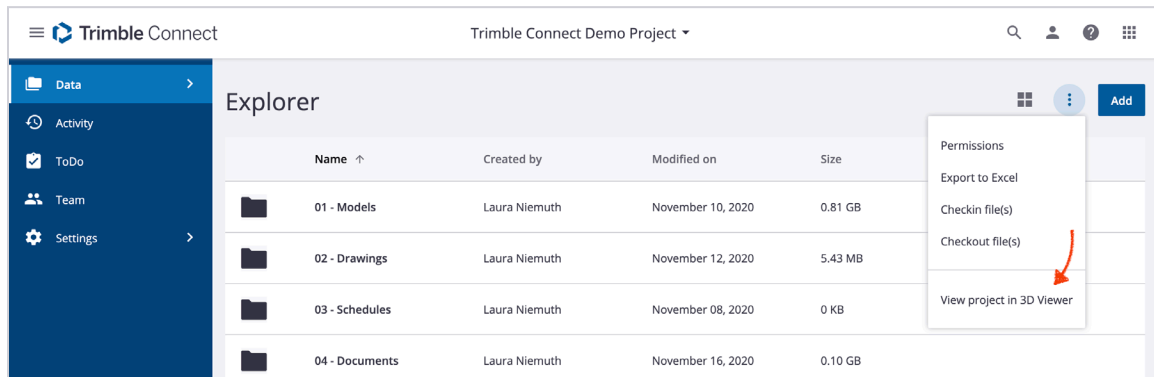 Trimble Connect
Trimble Connect Demo Project
Data
Activity
ToDo
Team
Settings
Explorer
Add
Name Created by Modified on Size
01 - Models Laura Niemuth November 10, 2020 0.81 GB
02 - Drawings Laura Niemuth November 12, 2020 5.43 MB
03 - Schedules Laura Niemuth November 08, 2020 0 KB
04 - Documents Laura Niemuth November 16, 2020 0.10 GB
Permissions
Export to Excel
Checkin file(s)
Checkout file(s)
View project in 3D Viewer